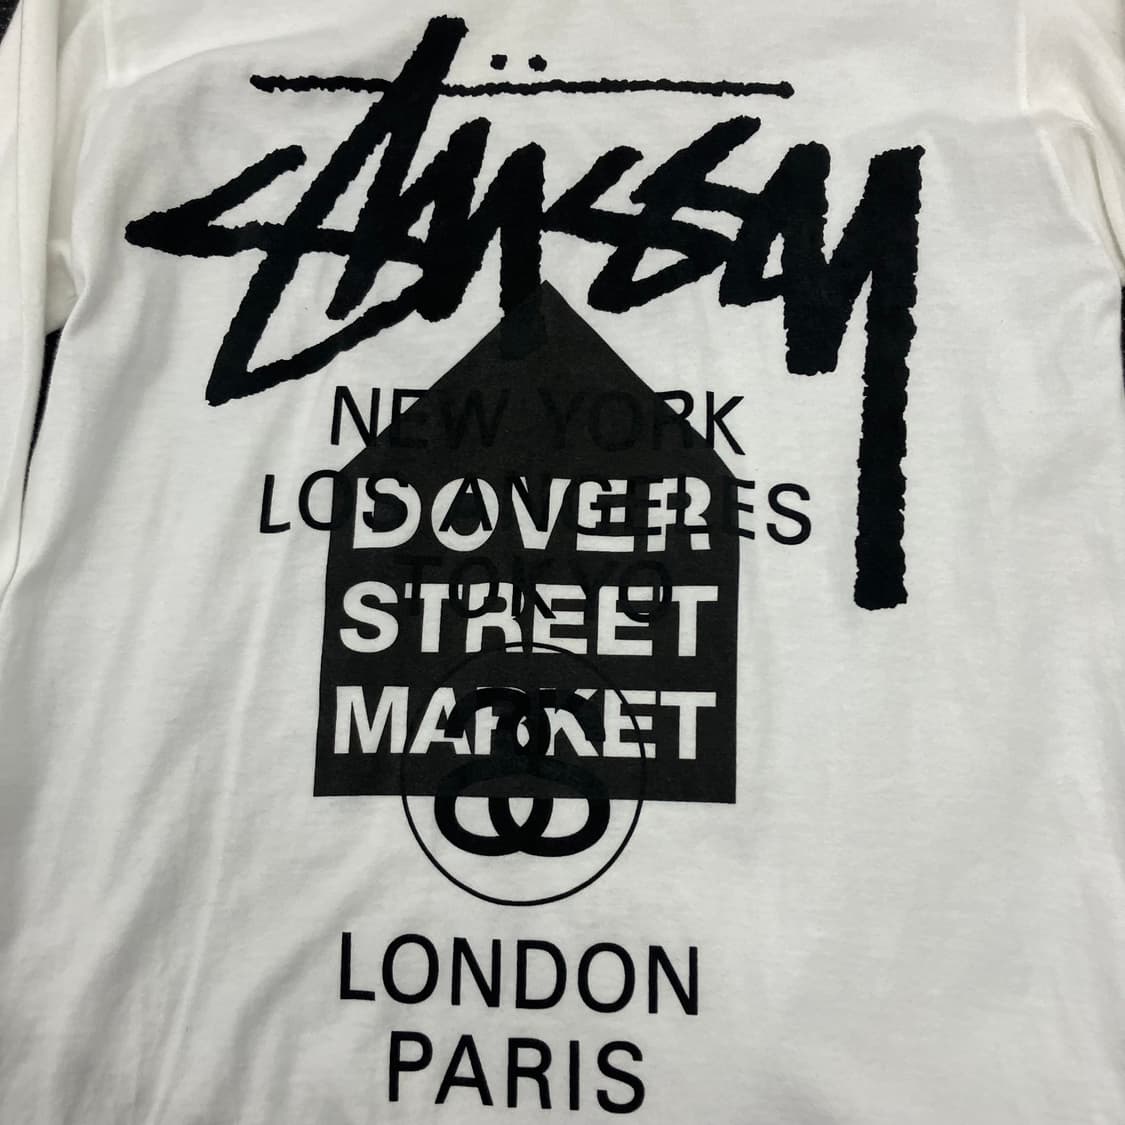 Stüssy
NEW YORK
LOS ANGELES
DOVER
TOKYO
STREET
MARKET
LONDON
PARIS